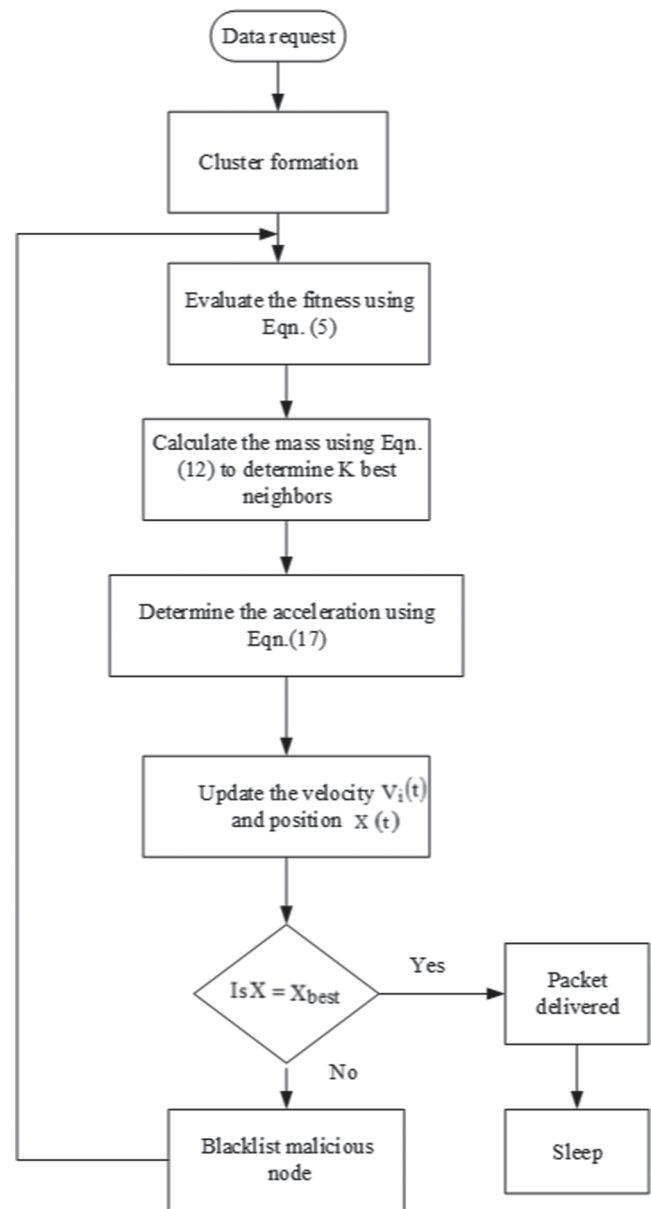 Data request
Cluster formation
Evaluate the fitness using
Eqn. (5)
Calculate the mass using Eqn.
(12) to determine K best
neighbors
Determine the acceleration using
Eqn.(17)
Update the velocity Vi(t)
and position X (t)
Is X = Xbest
Yes
Packet
delivered
No
Blacklist malicious
node
Sleep